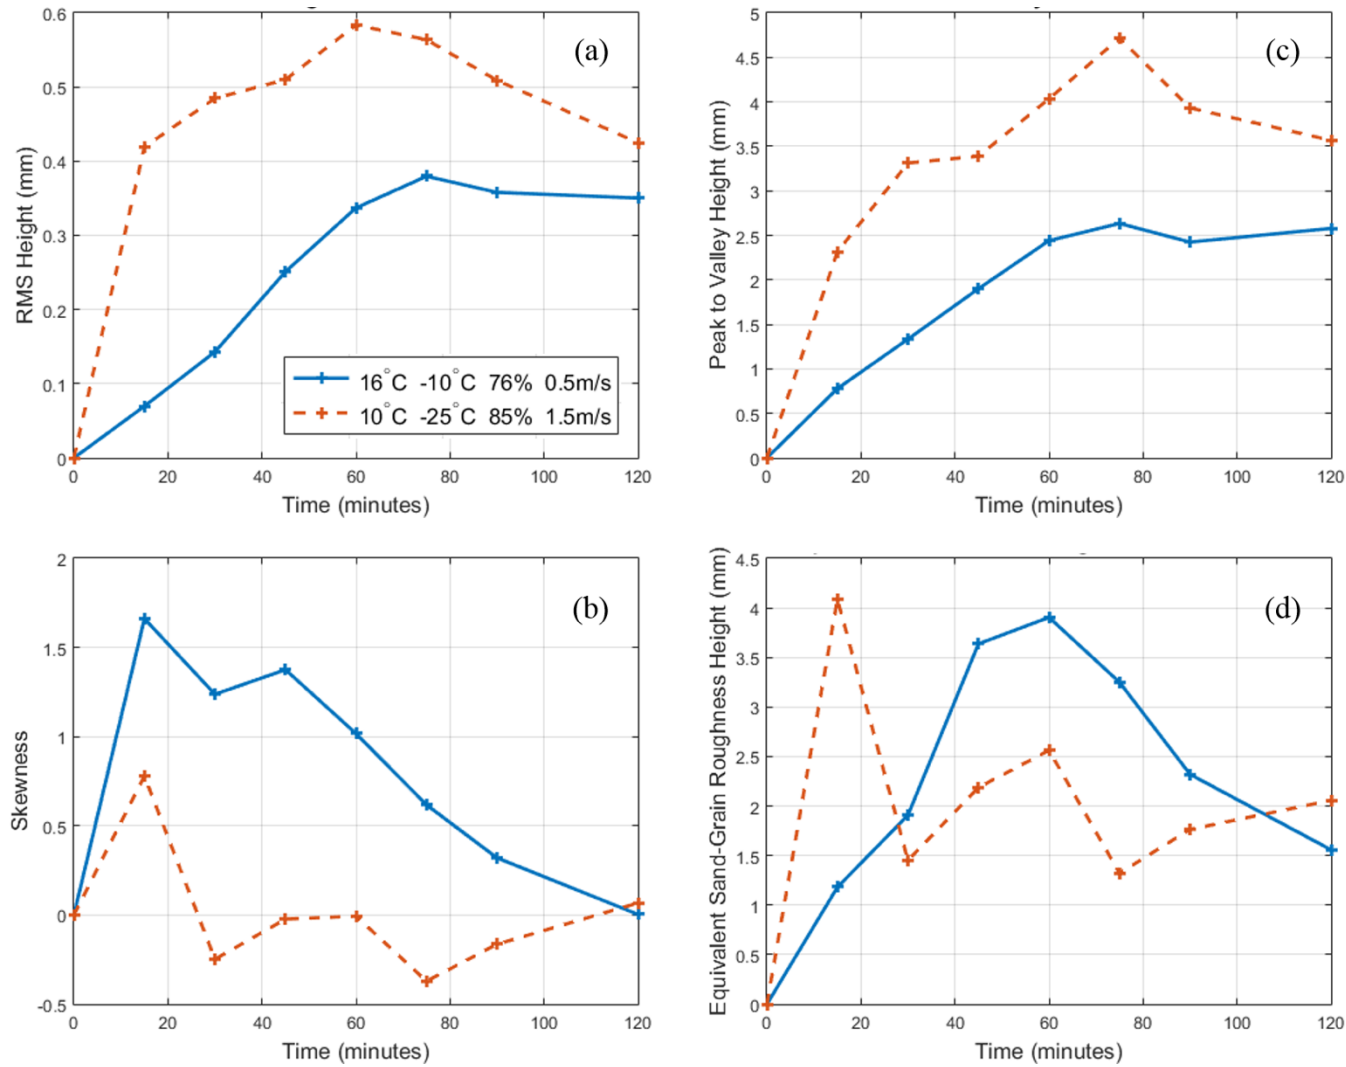 RMS Height (mm)
0.6
0.5
0.4
0.3
0.2
0.1
0
(a)
16°C -10°C 76% 0.5m/s
10°C -25°C 85% 1.5m/s
0 20 40 60 80 100 120
Time (minutes)
Peak to Valley Height (mm)
5
4.5
4
3.5
3
2.5
2
1.5
1
0.5
0
(c)
0 20 40 60 80 100 120
Time (minutes)
Skewness
2
1.5
1
0.5
0
-0.5
(b)
0 20 40 60 80 100 120
Time (minutes)
Equivalent Sand-Grain Roughness Height (mm)
4.5
4
3.5
3
2.5
2
1.5
1
0.5
0
(d)
0 20 40 60 80 100 120
Time (minutes)